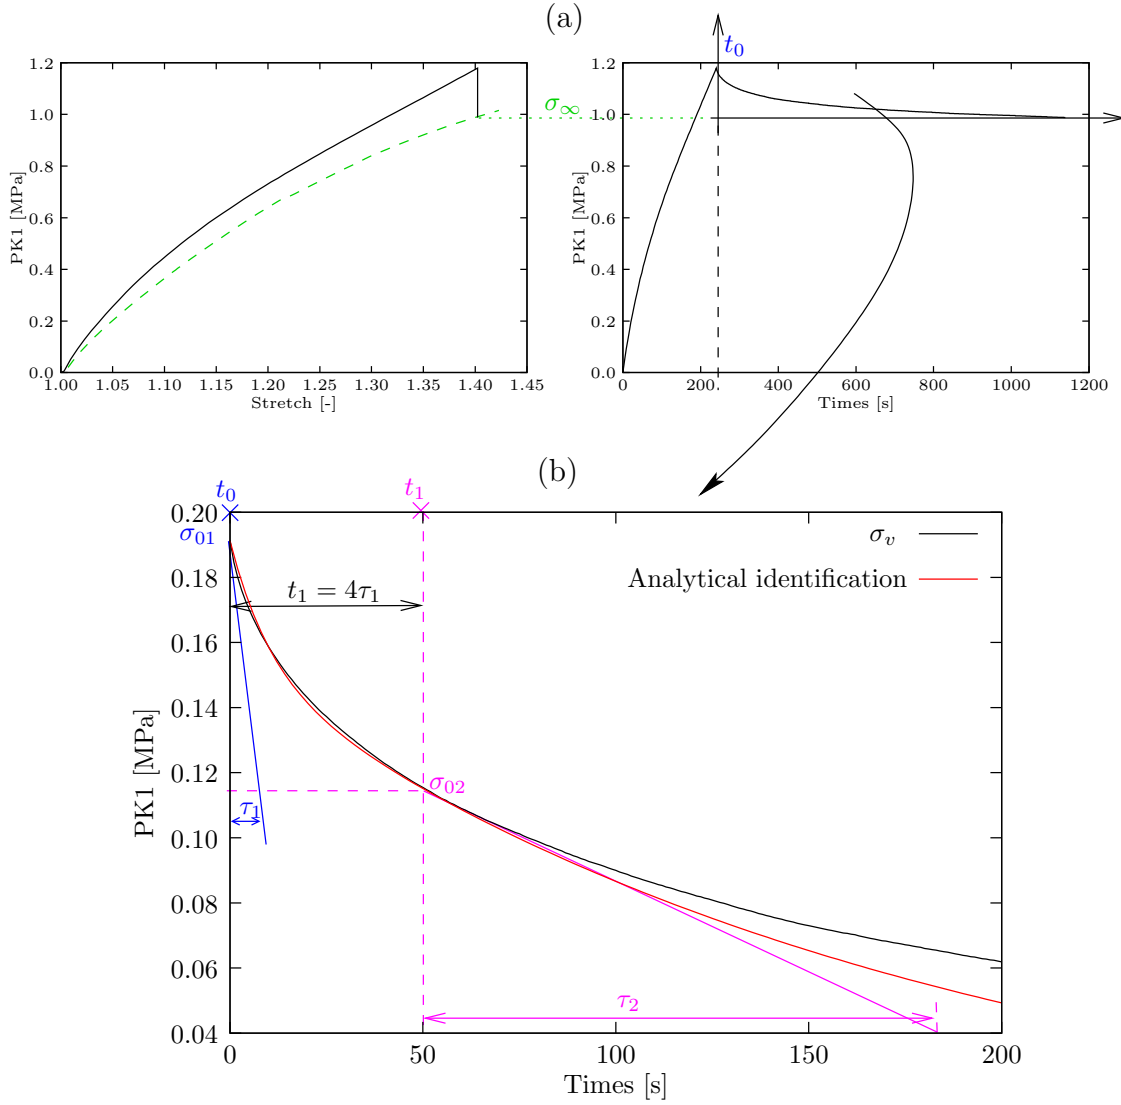 (a)
t₀
1.2
1.0
0.8
0.6
0.4
0.2
0.0
PK1 [MPa]
1.00 1.05 1.10 1.15 1.20 1.25 1.30 1.35 1.40 1.45
Stretch [-]
σ∞
1.2
1.0
0.8
0.6
0.4
0.2
0.0
PK1 [MPa]
0 200 400 600 800 1000 1200
Times [s]
(b)
t₀
t₁
σ₀₁
σᵥ
Analytical identification
t₁ = 4τ₁
σ₀₂
τ₁
τ₂
0.20
0.18
0.16
0.14
0.12
0.10
0.08
0.06
0.04
PK1 [MPa]
0 50 100 150 200
Times [s]